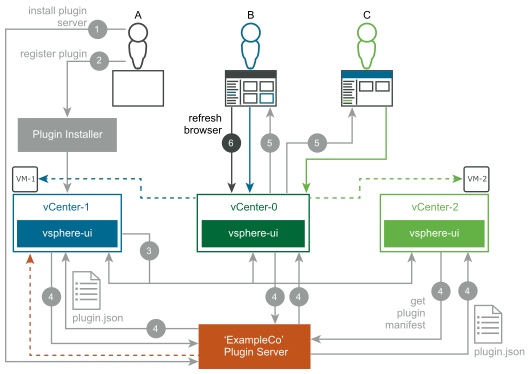 install plugin
server
1
A
B
C
register plugin
2
refresh
browser
Plugin Installer
6
5
5
VM-1
VM-2
vCenter-1
vCenter-0
vCenter-2
vsphere-ui
vsphere-ui
vsphere-ui
3
4
4
4
4
4
4
get
plugin
manifest
plugin.json
4
'ExampleCo'
Plugin Server
plugin.json